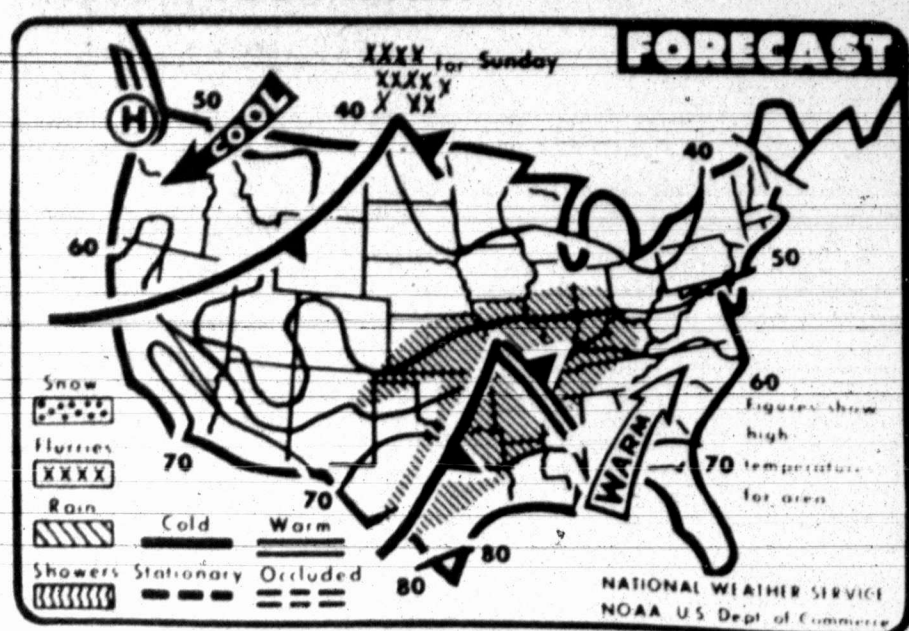 FORECAST
XXXX for Sunday
XXXX X
X XX
H
50
COOL
40
40
60
50
Snow
60
Figures show
Flurries
high
XXXX
70
70
WARM
70
temperature
Rain
for area
Cold
Warm
80
80
Showers
Stationary
Occluded
NATIONAL WEATHER SERVICE
NOAA U.S. Dept. of Commerce